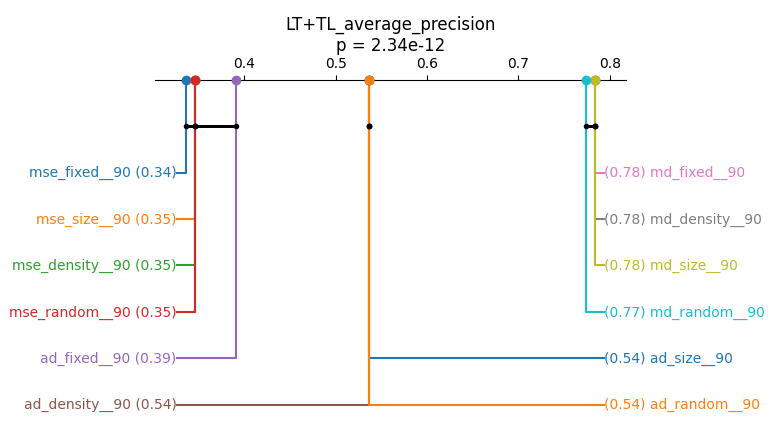 LT+TL_average_precision
p = 2.34e-12
0.4 0.5 0.6 0.7 0.8
mse_fixed__90 (0.34)
mse_size__90 (0.35)
mse_density__90 (0.35)
mse_random__90 (0.35)
ad_fixed__90 (0.39)
ad_density__90 (0.54)
(0.78) md_fixed__90
(0.78) md_density__90
(0.78) md_size__90
(0.77) md_random__90
(0.54) ad_size__90
(0.54) ad_random__90